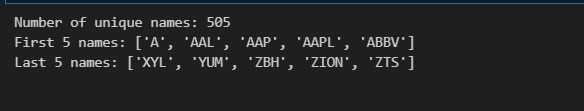 Number of unique names: 505
First 5 names: ['A', 'AAL', 'AAP', 'AAPL', 'ABBV']
Last 5 names: ['XYL', 'YUM', 'ZBH', 'ZION', 'ZTS']